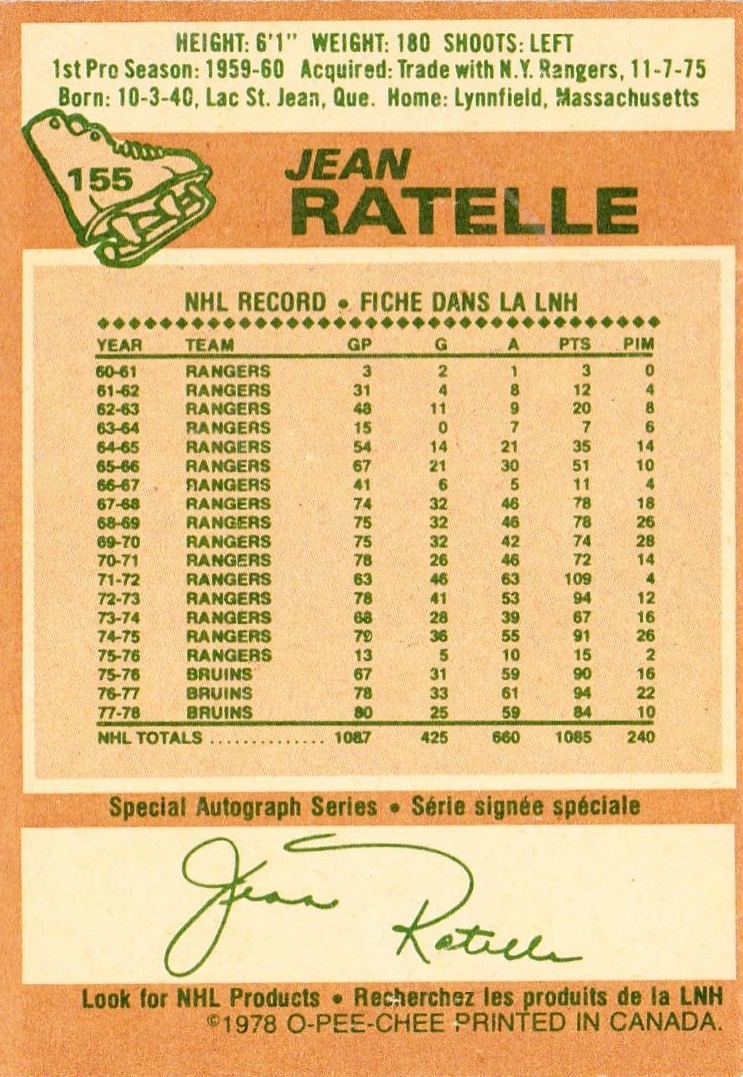 HEIGHT: 6'1" WEIGHT: 180 SHOOTS: LEFT
1st Pro Season: 1959-60 Acquired: Trade with N.Y. Rangers, 11-7-75
Born: 10-3-40, Lac St. Jean, Que. Home: Lynnfield, Massachusetts
155
JEAN
RATELLE
NHL RECORD • FICHE DANS LA LNH
YEAR TEAM GP G A PTS PIM
60-61 RANGERS 3 2 1 3 0
61-62 RANGERS 31 4 8 12 4
62-63 RANGERS 48 11 9 20 8
63-64 RANGERS 15 0 7 7 6
64-65 RANGERS 54 14 21 35 14
65-66 RANGERS 67 21 30 51 10
66-67 RANGERS 41 6 5 11 4
67-68 RANGERS 74 32 46 78 18
68-69 RANGERS 75 32 46 78 26
69-70 RANGERS 75 32 42 74 28
70-71 RANGERS 78 26 46 72 14
71-72 RANGERS 63 46 63 109 4
72-73 RANGERS 78 41 53 94 12
73-74 RANGERS 68 28 39 67 16
74-75 RANGERS 79 36 55 91 26
75-76 RANGERS 13 5 10 15 2
75-76 BRUINS 67 31 59 90 16
76-77 BRUINS 78 33 61 94 22
77-78 BRUINS 80 25 59 84 10
NHL TOTALS .............. 1087 425 660 1085 240
Special Autograph Series • Série signée spéciale
Jean Ratelle
Look for NHL Products • Recherchez les produits de la LNH
©1978 O-PEE-CHEE PRINTED IN CANADA.